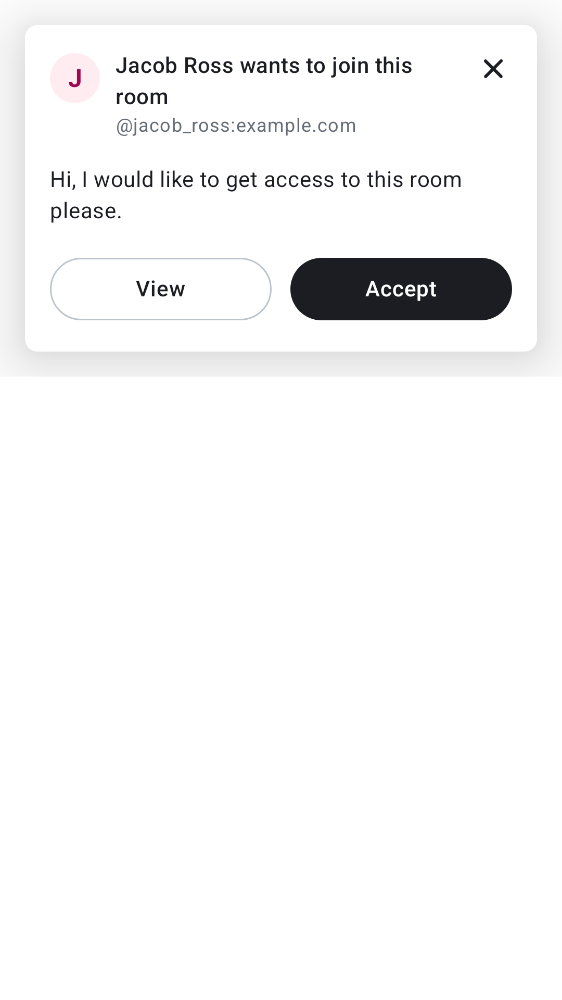 J
Jacob Ross wants to join this
room
@jacob_ross:example.com
Hi, I would like to get access to this room
please.
View
Accept